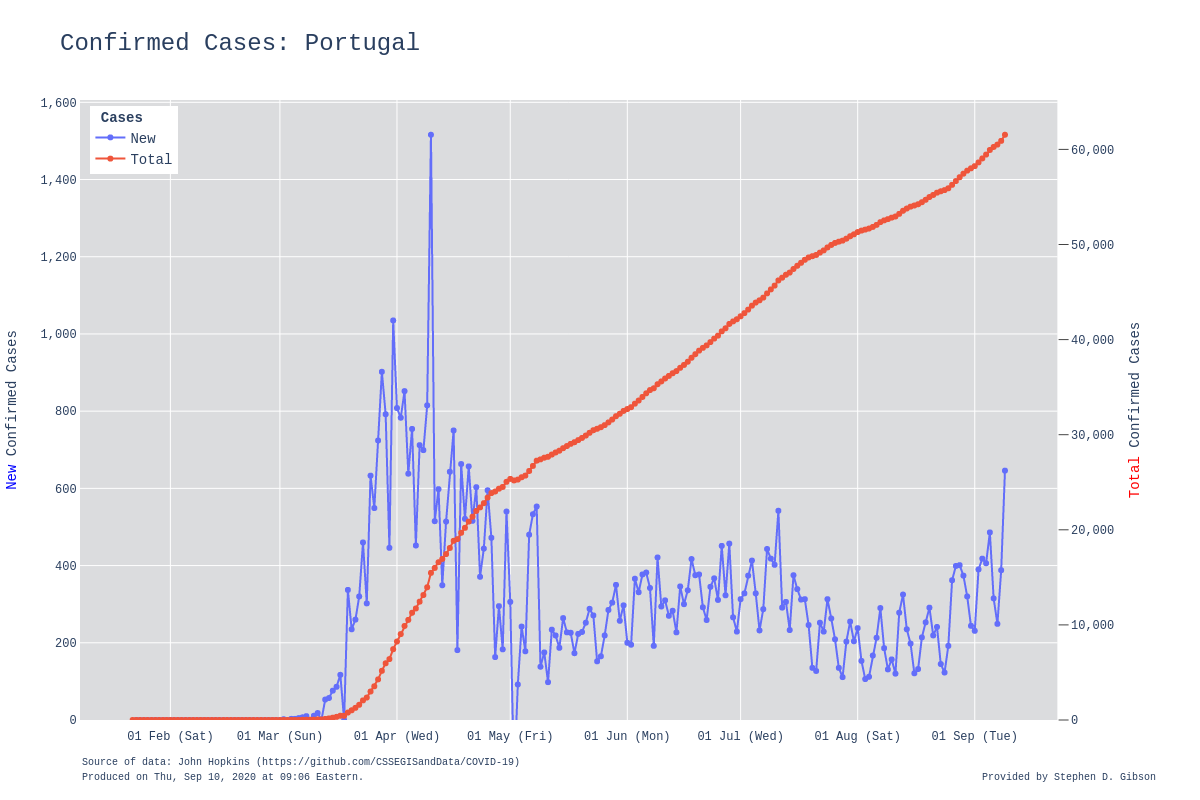 Confirmed Cases: Portugal
Cases
New
Total
1,600
1,400
1,200
1,000
800
600
400
200
0
New Confirmed Cases
60,000
50,000
40,000
30,000
20,000
10,000
0
Total Confirmed Cases
01 Feb (Sat)
01 Mar (Sun)
01 Apr (Wed)
01 May (Fri)
01 Jun (Mon)
01 Jul (Wed)
01 Aug (Sat)
01 Sep (Tue)
Source of data: John Hopkins (https://github.com/CSSEGISandData/COVID-19)
Produced on Thu, Sep 10, 2020 at 09:06 Eastern.
Provided by Stephen D. Gibson